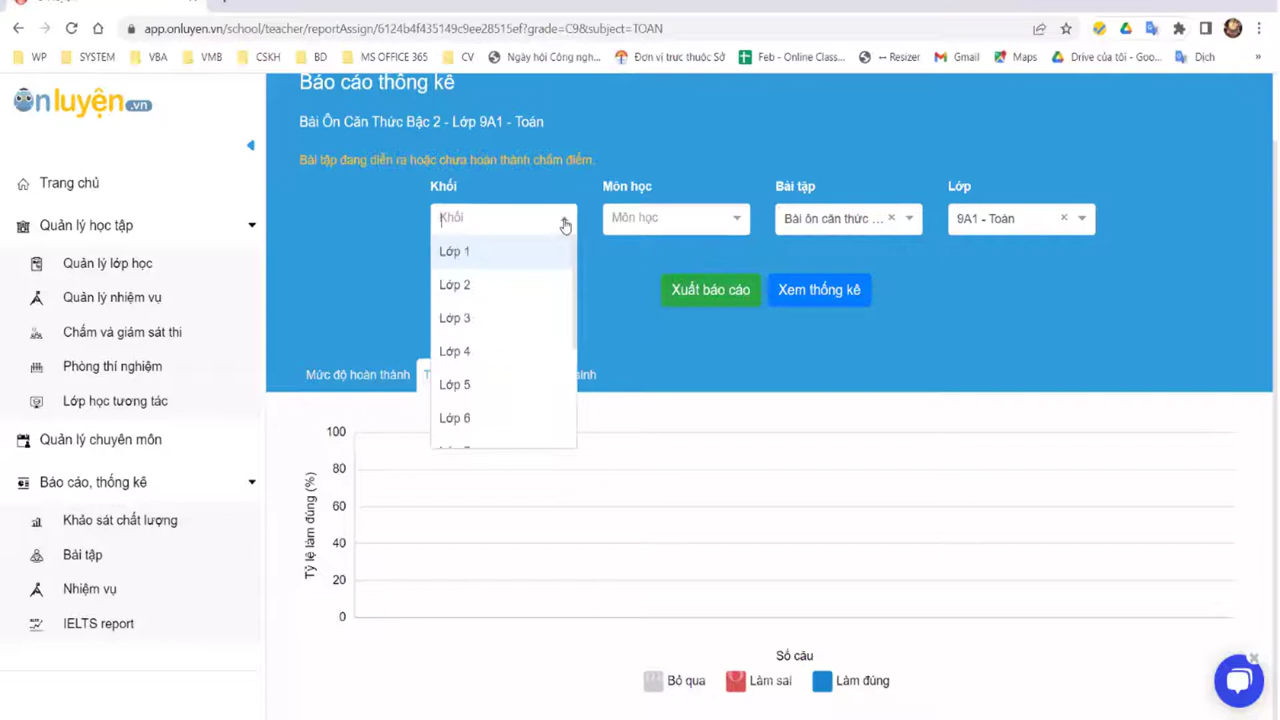 app.onluyen.vn/school/teacher/reportAssign/6124b4f435149c9ee28515ef?grade=C9&subject=TOAN
WP SYSTEM VBA VMB CSKH BD MS OFFICE 365 CV Ngày hội Công ngh... Đơn vị trực thuộc Sở Feb - Online Class... -- Resizer Gmail Maps Drive của tôi - Goo... Dịch »
Onluyện.vn
Báo cáo thống kê
Bài Ôn Căn Thức Bậc 2 - Lớp 9A1 - Toán
Bài tập đang diễn ra hoặc chưa hoàn thành chấm điểm.
Khối Môn học Bài tập Lớp
Khối Môn học Bài ôn căn thức ... × 9A1 - Toán ×
Lớp 1
Lớp 2
Lớp 3
Lớp 4
Lớp 5
Lớp 6
Xuất báo cáo Xem thống kê
Mức độ hoàn thành T sinh
Trang chủ
Quản lý học tập
Quản lý lớp học
Quản lý nhiệm vụ
Chấm và giám sát thi
Phòng thí nghiệm
Lớp học tương tác
Quản lý chuyên môn
Báo cáo, thống kê
Khảo sát chất lượng
Bài tập
Nhiệm vụ
IELTS report
Tỷ lệ làm đúng (%)
100
80
60
40
20
0
Số câu
Bỏ qua Làm sai Làm đúng